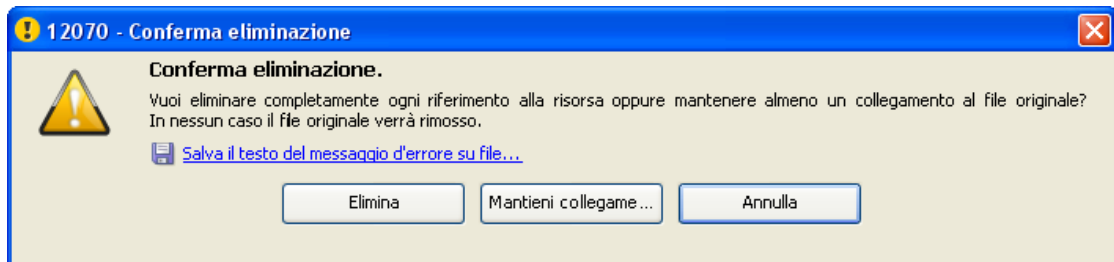 12070 - Conferma eliminazione
Conferma eliminazione.
Vuoi eliminare completamente ogni riferimento alla risorsa oppure mantenere almeno un collegamento al file originale?
In nessun caso il file originale verrà rimosso.
Salva il testo del messaggio d'errore su file...
Elimina
Mantieni collegame...
Annulla